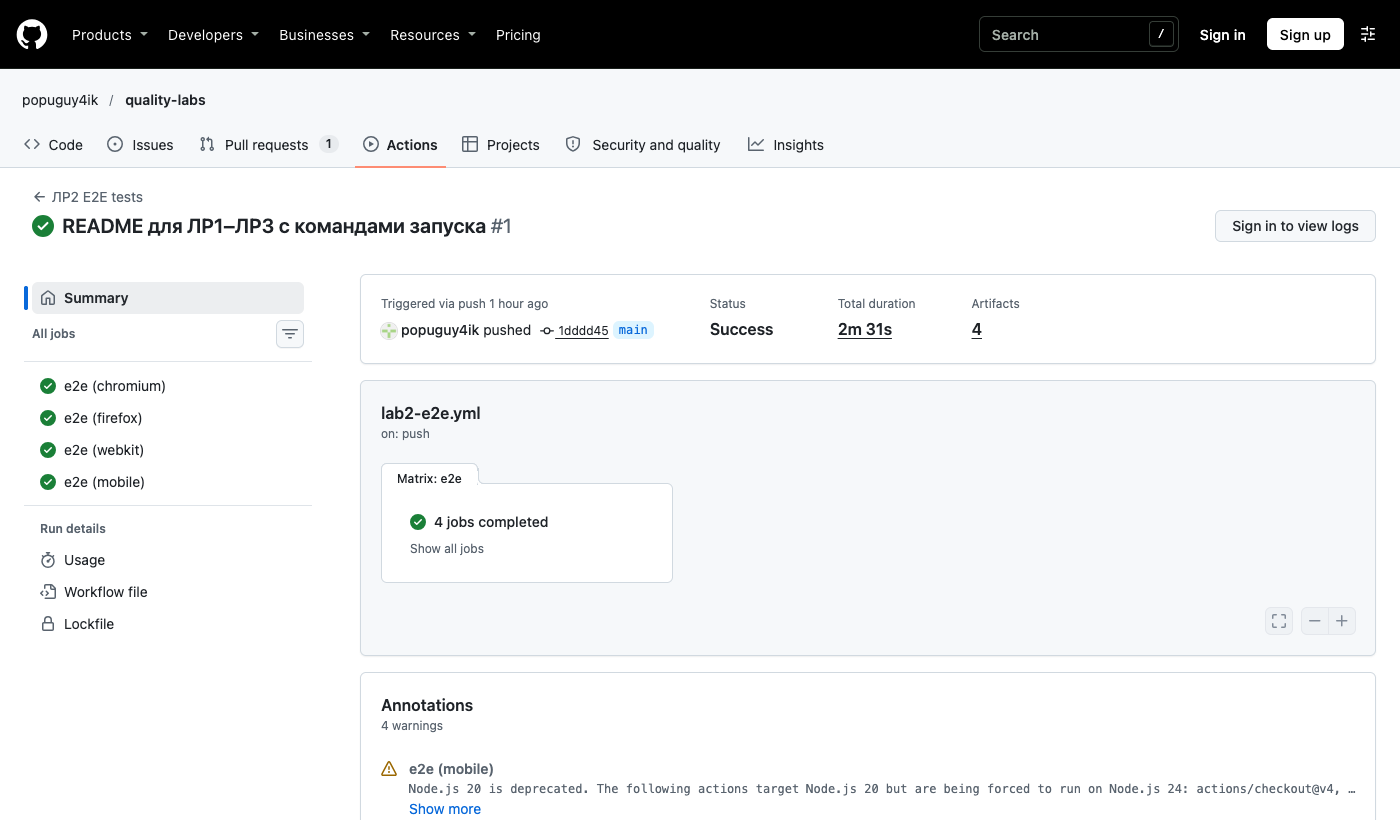 Products Developers Businesses Resources Pricing Search / Sign in Sign up
popuguy4ik / quality-labs
Code Issues Pull requests 1 Actions Projects Security and quality Insights
← ЛР2 E2E tests
README для ЛР1–ЛР3 с командами запуска #1
Sign in to view logs
Summary
All jobs
e2e (chromium)
e2e (firefox)
e2e (webkit)
e2e (mobile)
Run details
Usage
Workflow file
Lockfile
Triggered via push 1 hour ago
popuguy4ik pushed 1dddd45 main
Status
Success
Total duration
2m 31s
Artifacts
4
lab2-e2e.yml
on: push
Matrix: e2e
4 jobs completed
Show all jobs
Annotations
4 warnings
e2e (mobile)
Node.js 20 is deprecated. The following actions target Node.js 20 but are being forced to run on Node.js 24: actions/checkout@v4, …
Show more